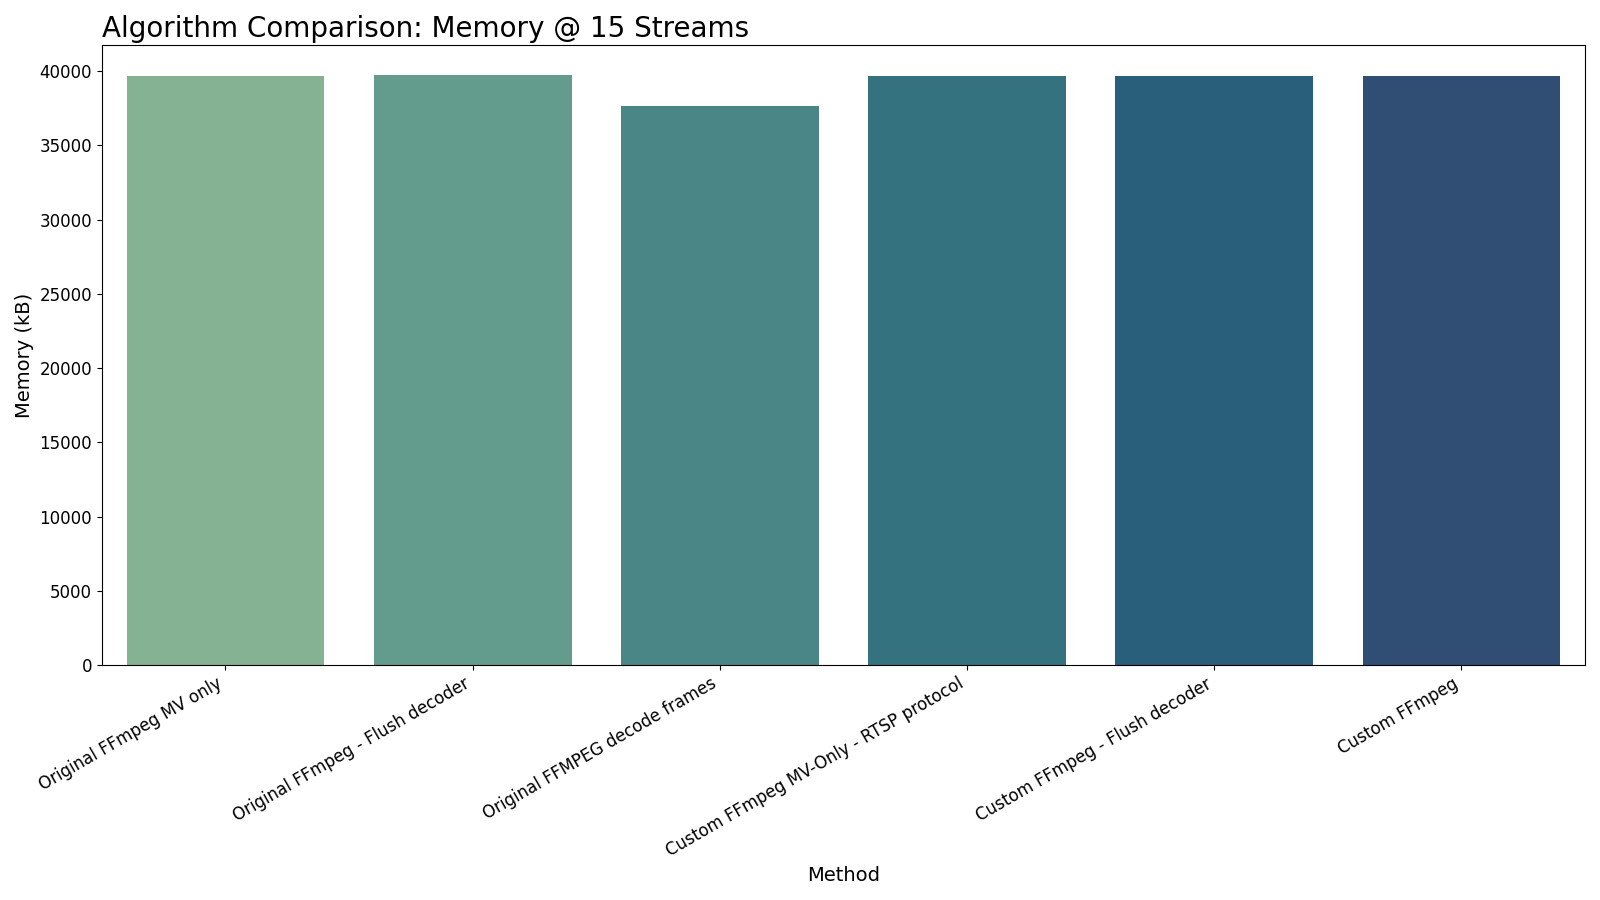 Algorithm Comparison: Memory @ 15 Streams
40000
35000
30000
25000
20000
15000
10000
5000
0
Memory (kB)
Original FFmpeg MV only
Original FFmpeg - Flush decoder
Original FFMPEG decode frames
Custom FFmpeg MV-Only - RTSP protocol
Custom FFmpeg - Flush decoder
Custom FFmpeg
Method